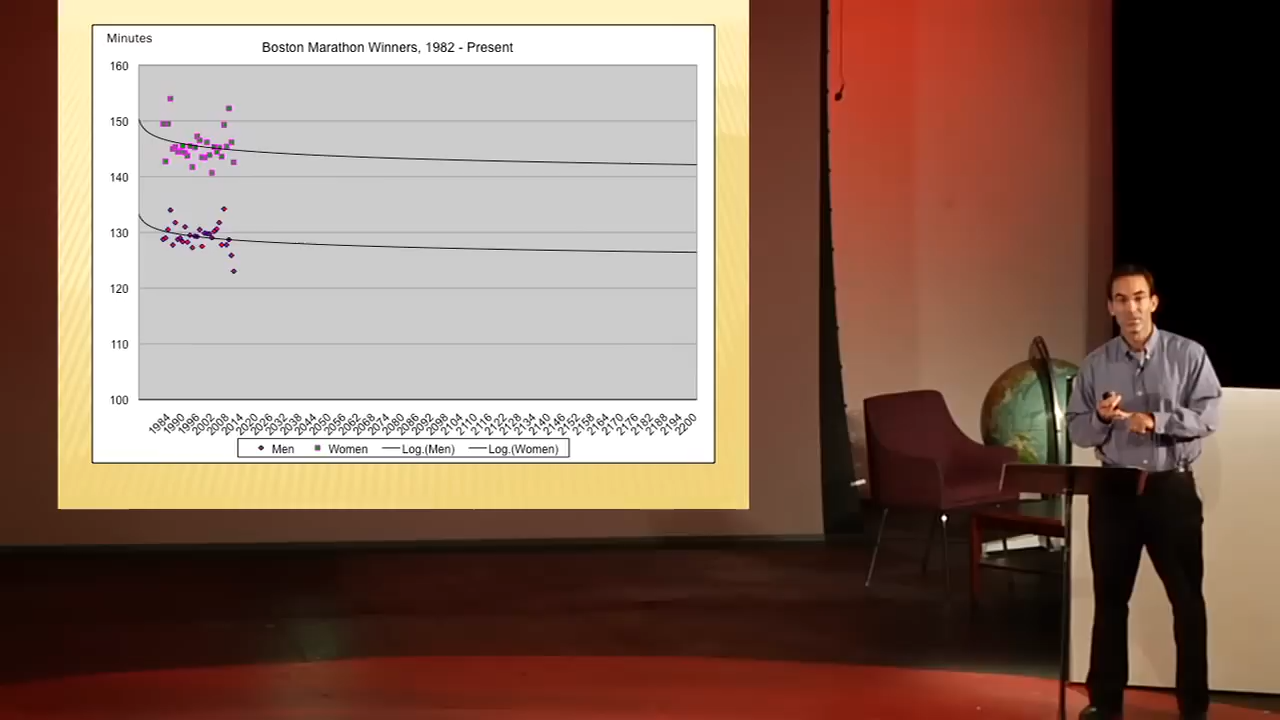 Minutes
Boston Marathon Winners, 1982 - Present
160
150
140
130
120
110
100
1984 1990 1996 2002 2008 2014 2020 2026 2032 2038 2044 2050 2056 2062 2068 2074 2080 2086 2092 2098 2104 2110 2116 2122 2128 2134 2140 2146 2152 2158 2164 2170 2176 2182 2188 2194 2200
Men Women Log.(Men) Log.(Women)